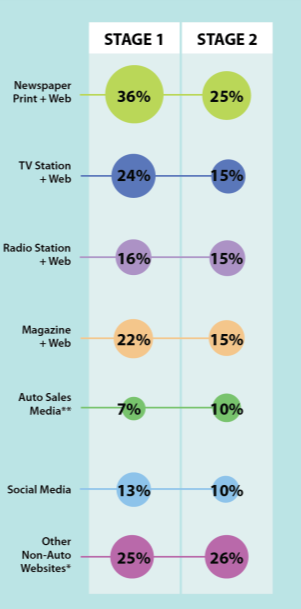 STAGE 1 STAGE 2
Newspaper
Print + Web
36% 25%
TV Station
+ Web
24% 15%
Radio Station
+ Web
16% 15%
Magazine
+ Web
22% 15%
Auto Sales
Media**
7% 10%
Social Media 13% 10%
Other
Non-Auto
Websites*
25% 26%